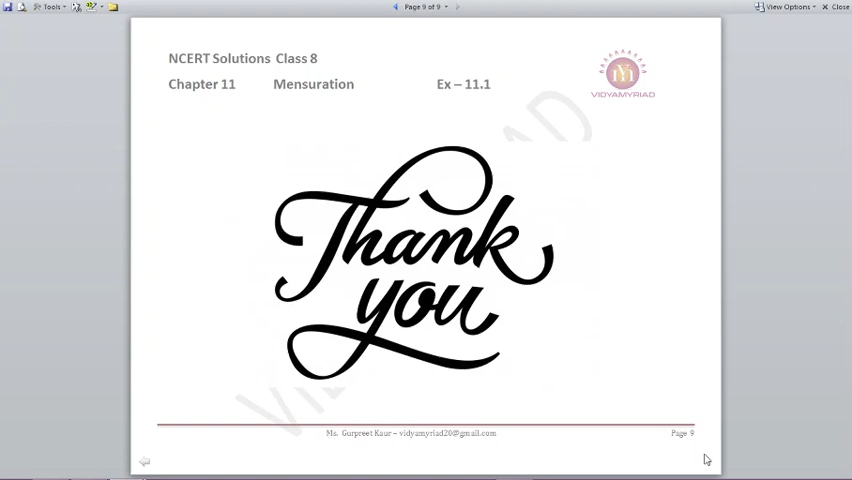 Tools
Page 9 of 9
View Options
Close
NCERT Solutions Class 8
Chapter 11 Mensuration Ex – 11.1
VIDYAMYRIAD
Thank
you
Ms. Gurpreet Kaur – vidyamyriad20@gmail.com
Page 9